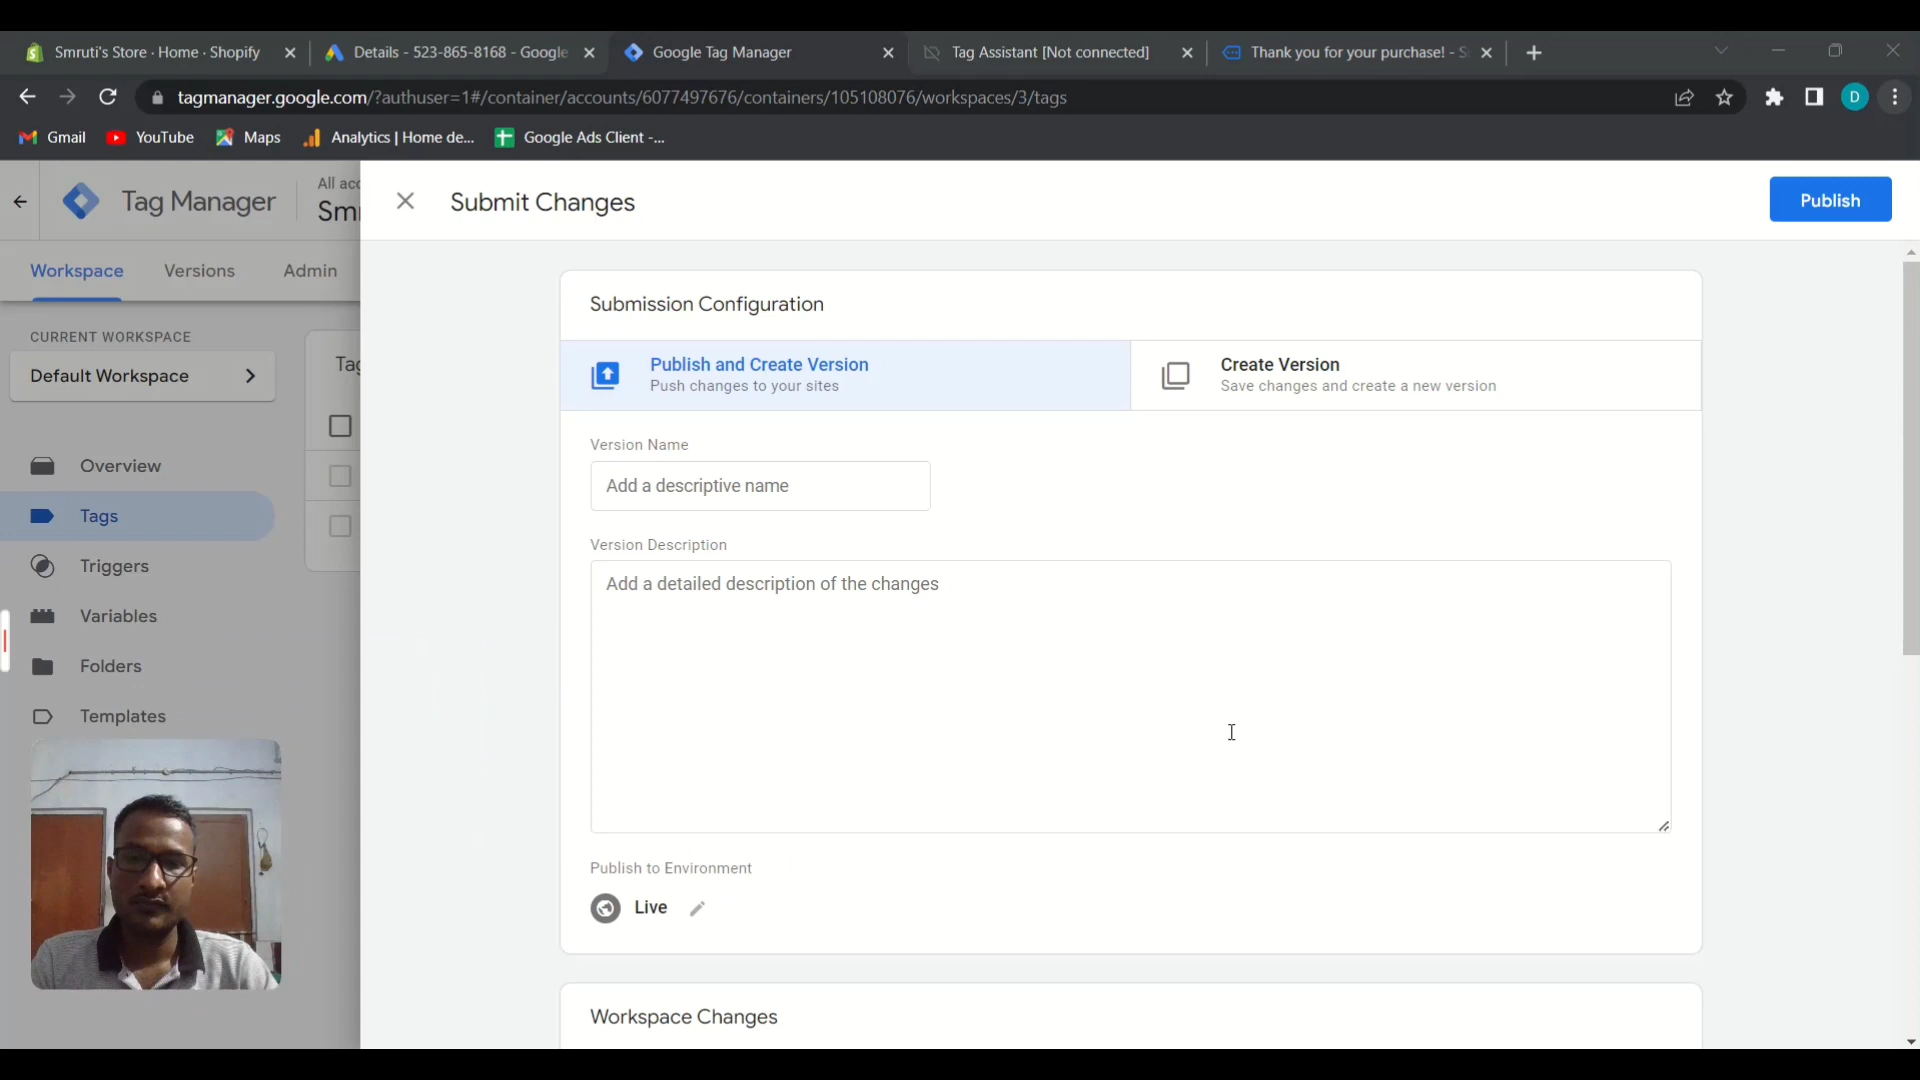 Smruti's Store · Home · Shopify
Details - 523-865-8168 - Google
Google Tag Manager
Tag Assistant [Not connected]
Thank you for your purchase! - S
tagmanager.google.com/?authuser=1#/container/accounts/6077497676/containers/105108076/workspaces/3/tags
D
Gmail
YouTube
Maps
Analytics | Home de...
Google Ads Client -...
Tag Manager
All acc
Smr
Submit Changes
Publish
Workspace
Versions
Admin
CURRENT WORKSPACE
Default Workspace
Tag
Overview
Tags
Triggers
Variables
Folders
Templates
Submission Configuration
Publish and Create Version
Push changes to your sites
Create Version
Save changes and create a new version
Version Name
Add a descriptive name
Version Description
Add a detailed description of the changes
Publish to Environment
Live
Workspace Changes